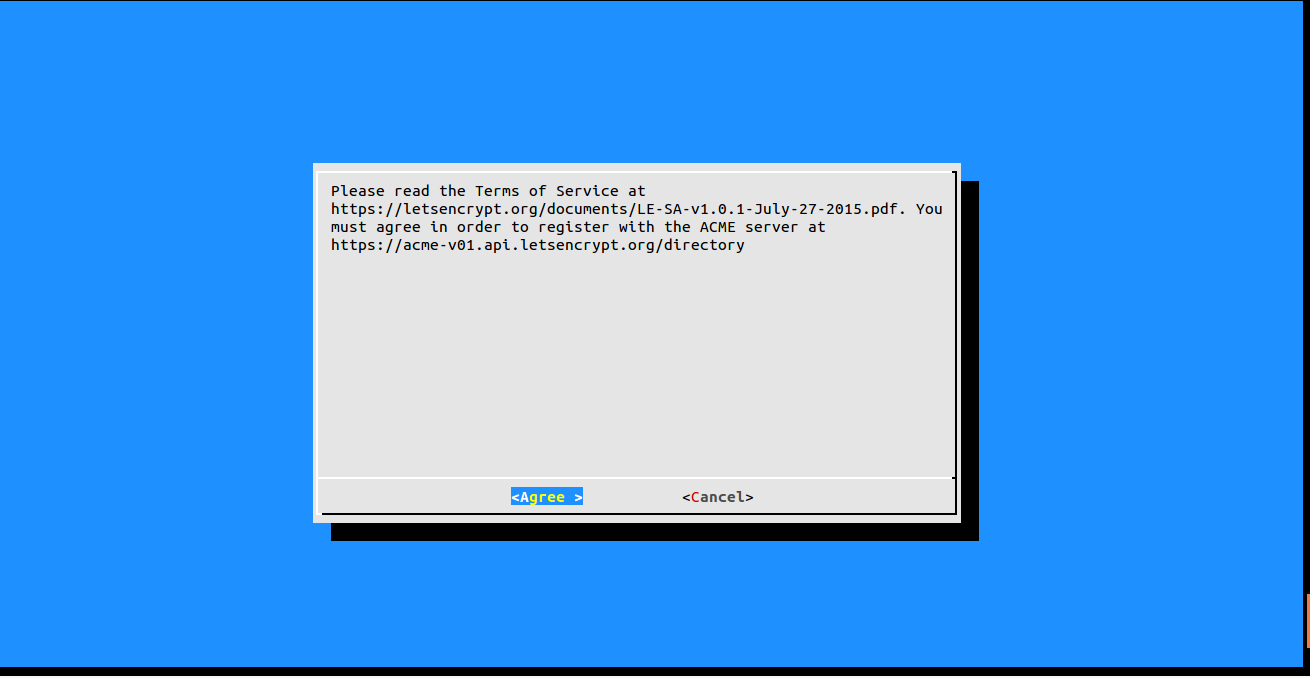 Please read the Terms of Service at
https://letsencrypt.org/documents/LE-SA-v1.0.1-July-27-2015.pdf. You
must agree in order to register with the ACME server at
https://acme-v01.api.letsencrypt.org/directory
<Agree > <Cancel>